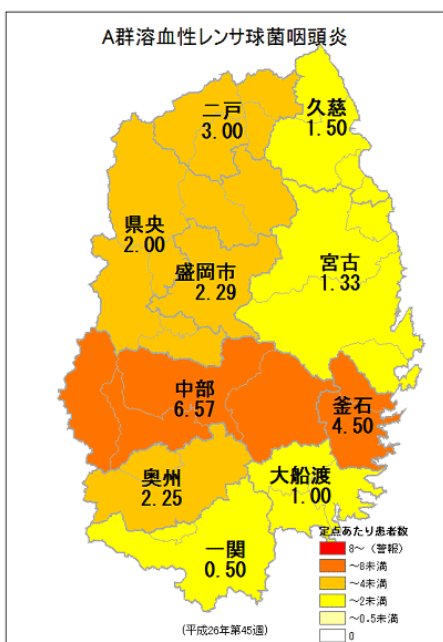 A群溶血性レンサ球菌咽頭炎
二戸
3.00
久慈
1.50
県央
2.00
盛岡市
2.29
宮古
1.33
中部
6.57
釜石
4.50
奥州
2.25
大船渡
1.00
一関
0.50
定点あたり患者数
8～（警報）
～8未満
～4未満
～2未満
～0.5未満
0
(平成26年第45週)